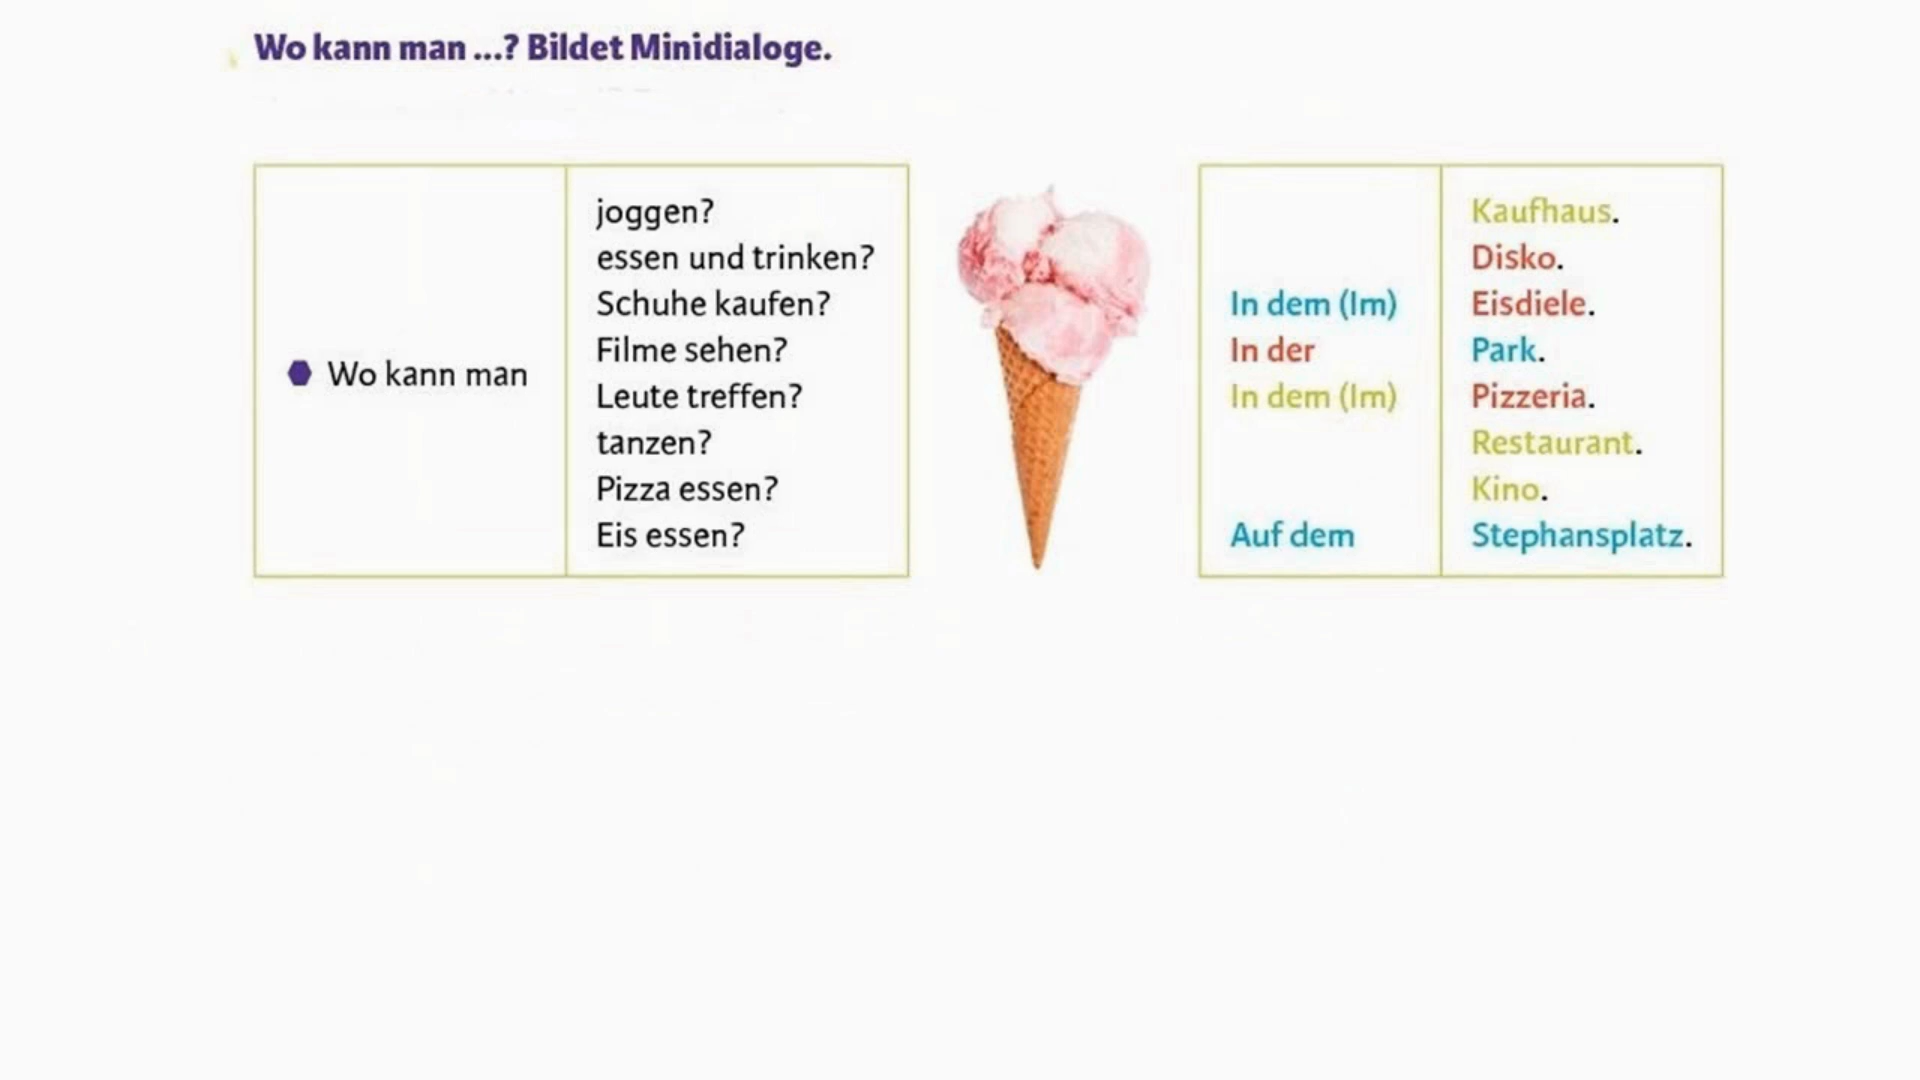 Wo kann man ...? Bildet Minidialoge.
Wo kann man
joggen?
essen und trinken?
Schuhe kaufen?
Filme sehen?
Leute treffen?
tanzen?
Pizza essen?
Eis essen?
In dem (Im)
In der
In dem (Im)
Auf dem
Kaufhaus.
Disko.
Eisdiele.
Park.
Pizzeria.
Restaurant.
Kino.
Stephansplatz.